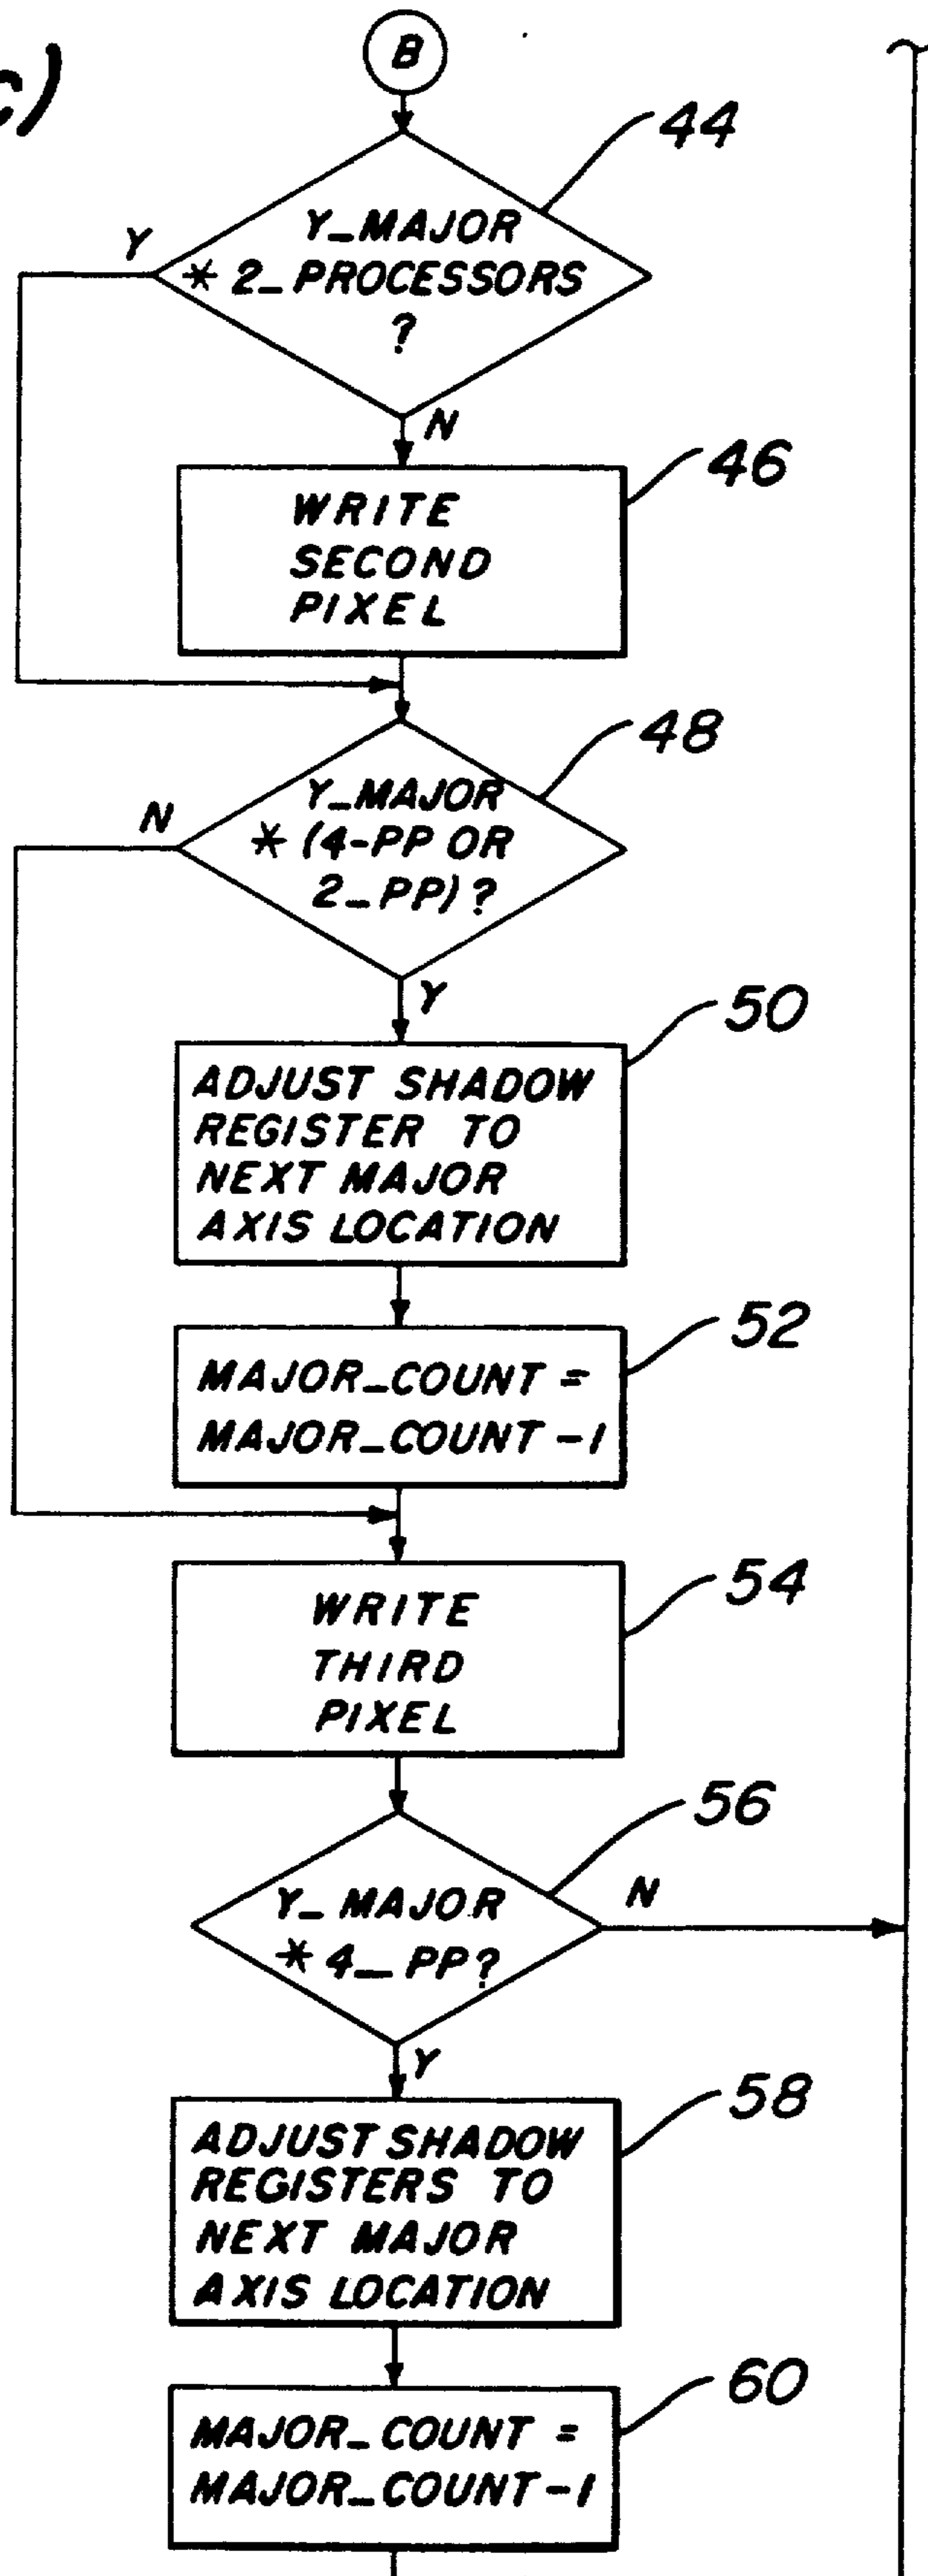 c)
B
44
Y_MAJOR
* 2_PROCESSORS
?
Y
N
46
WRITE
SECOND
PIXEL
48
Y_MAJOR
* (4-PP OR
2_PP)?
N
Y
50
ADJUST SHADOW
REGISTER TO
NEXT MAJOR
AXIS LOCATION
52
MAJOR_COUNT =
MAJOR_COUNT-1
54
WRITE
THIRD
PIXEL
56
Y_MAJOR
* 4_PP?
N
Y
58
ADJUST SHADOW
REGISTERS TO
NEXT MAJOR
AXIS LOCATION
60
MAJOR_COUNT =
MAJOR_COUNT-1